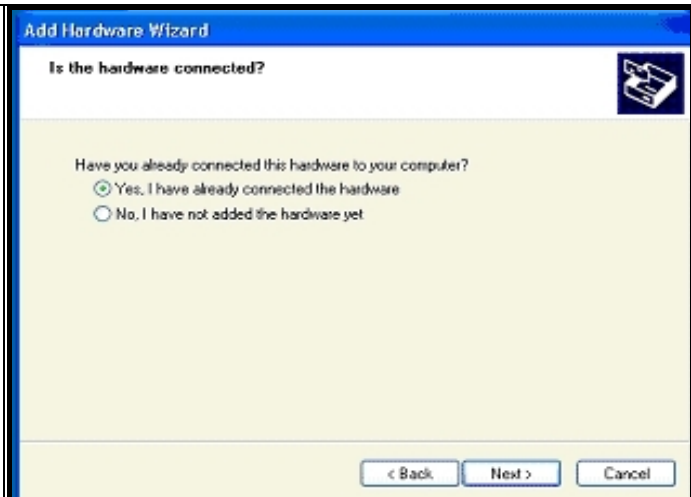 Add Hardware Wizard
Is the hardware connected?
Have you already connected this hardware to your computer?
Yes, I have already connected the hardware
No, I have not added the hardware yet
< Back Next > Cancel